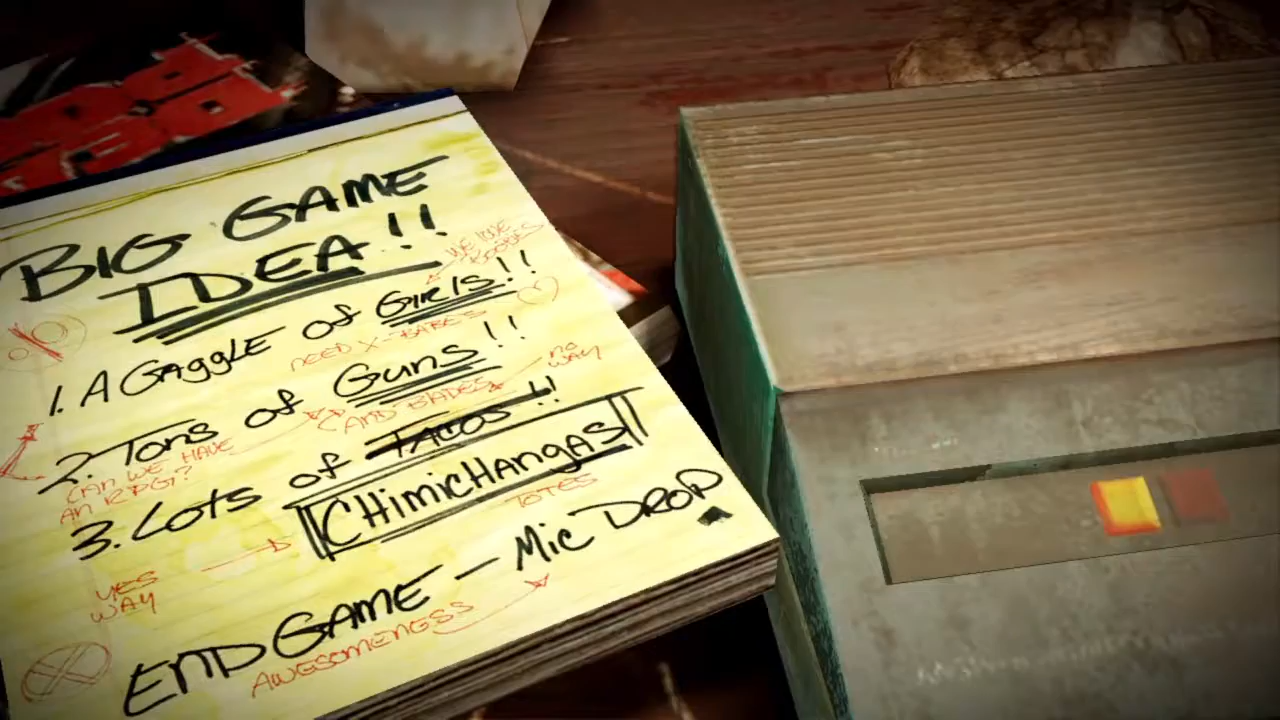 BIG GAME
IDEA!!
WE LOVE
BOOBIES
1. A GAGGLE OF GIRLS!!
NEED X-BABES
2. TONS OF GUNS!!
NO
WAY
(AND BLADES
CAN WE HAVE
AN RPG?
3. LOTS OF TACOS!!
CHIMICHANGAS
TOTES
YES
WAY
END GAME - MIC DROP
AWESOMENESS